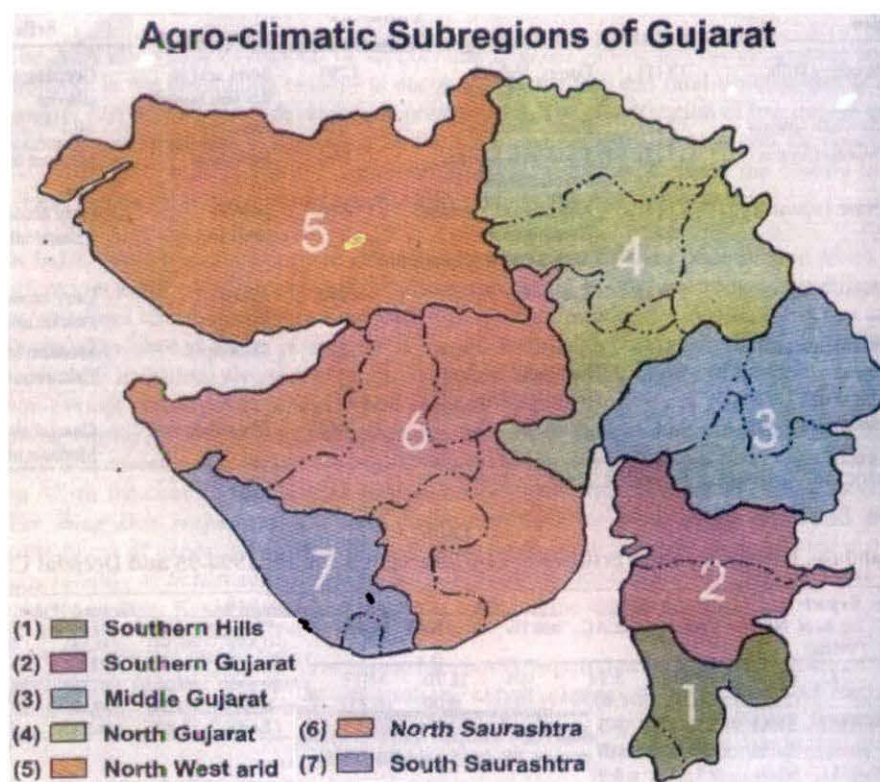 Agro-climatic Subregions of Gujarat
5
4
6
3
7
2
1
(1) Southern Hills
(2) Southern Gujarat
(3) Middle Gujarat
(4) North Gujarat
(5) North West arid
(6) North Saurashtra
(7) South Saurashtra